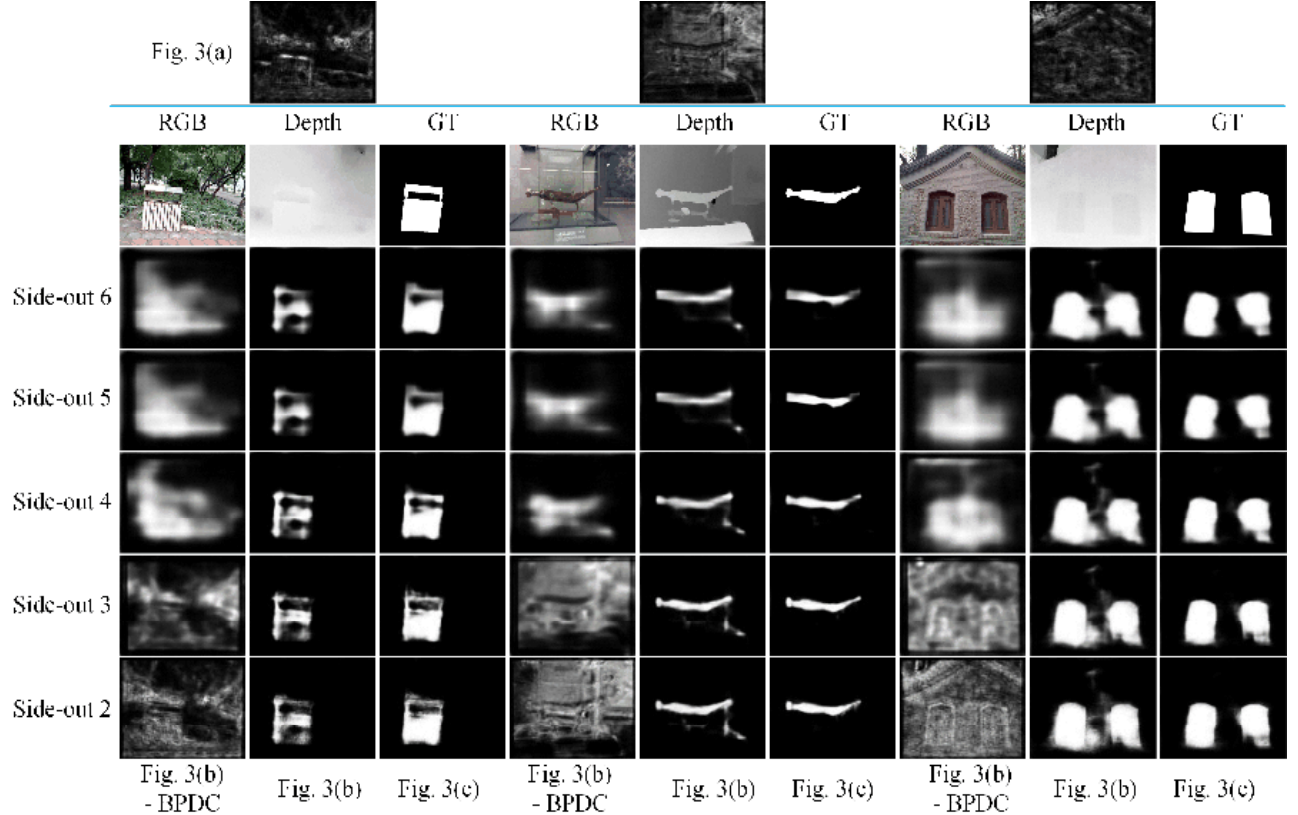 Fig. 3(a)
RGB Depth GT RGB Depth GT RGB Depth GT
Side-out 6
Side-out 5
Side-out 4
Side-out 3
Side-out 2
Fig. 3(b) - BPDC Fig. 3(b) Fig. 3(c) Fig. 3(b) - BPDC Fig. 3(b) Fig. 3(c) Fig. 3(b) - BPDC Fig. 3(b) Fig. 3(c)